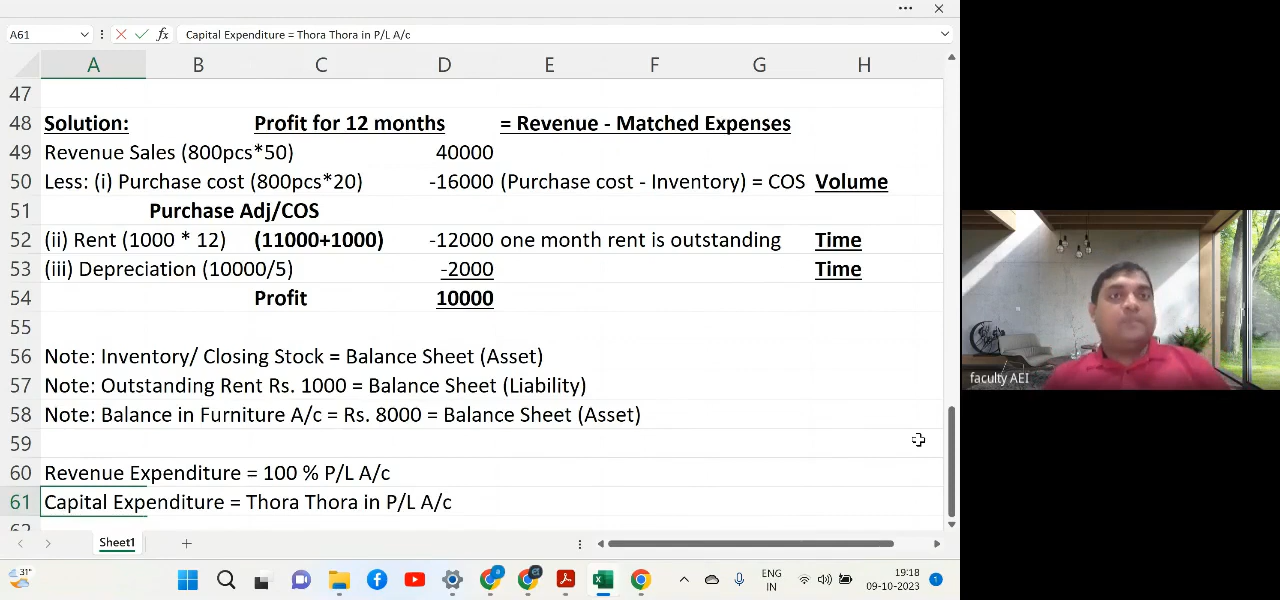 A61 fx Capital Expenditure = Thora Thora in P/L A/c
A B C D E F G H
47
48 Solution: Profit for 12 months = Revenue - Matched Expenses
49 Revenue Sales (800pcs*50) 40000
50 Less: (i) Purchase cost (800pcs*20) -16000 (Purchase cost - Inventory) = COS Volume
51 Purchase Adj/COS
52 (ii) Rent (1000 * 12) (11000+1000) -12000 one month rent is outstanding Time
53 (iii) Depreciation (10000/5) -2000 Time
54 Profit 10000
55
56 Note: Inventory/ Closing Stock = Balance Sheet (Asset)
57 Note: Outstanding Rent Rs. 1000 = Balance Sheet (Liability)
58 Note: Balance in Furniture A/c = Rs. 8000 = Balance Sheet (Asset)
59
60 Revenue Expenditure = 100 % P/L A/c
61 Capital Expenditure = Thora Thora in P/L A/c
62
Sheet1
faculty AEI
31°
ENG
IN
19:18
09-10-2023
1